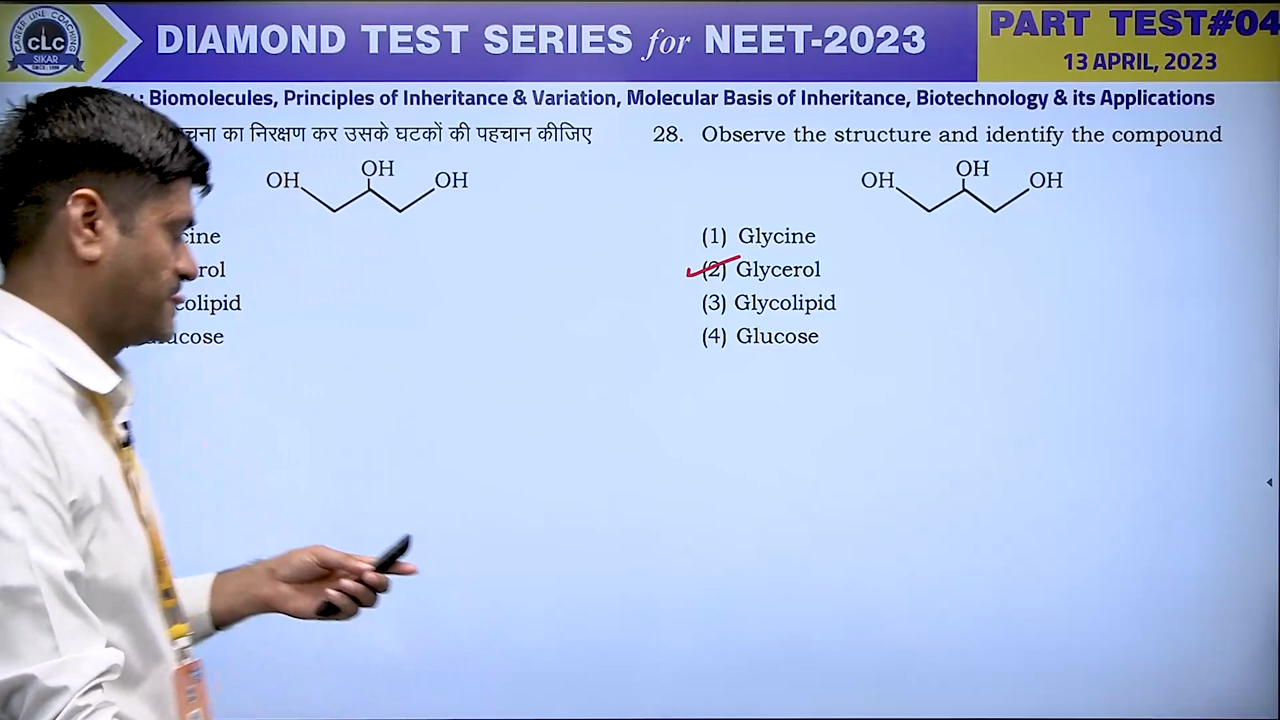 CAREER LINE COACHING
CLC
SIKAR
SINCE : 1996
DIAMOND TEST SERIES for NEET-2023
PART TEST#04
13 APRIL, 2023
: Biomolecules, Principles of Inheritance & Variation, Molecular Basis of Inheritance, Biotechnology & its Applications
का निरक्षण कर उसके घटकों की पहचान कीजिए
OH
OH
OH
cine
rol
colipid
lucose
28. Observe the structure and identify the compound
OH
OH
OH
(1) Glycine
(2) Glycerol
(3) Glycolipid
(4) Glucose